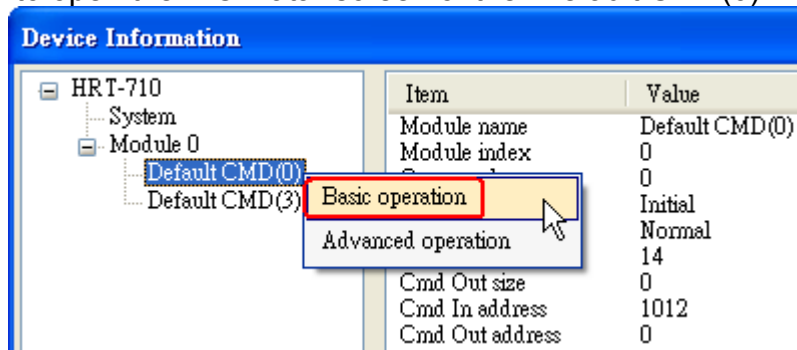 Device Information
HRT-710
System
Module 0
Default CMD(0)
Default CMD(3)
Basic operation
Advanced operation
Item Value
Module name Default CMD(0)
Module index 0
0
Initial
Normal
14
Cmd Out size 0
Cmd In address 1012
Cmd Out address 0